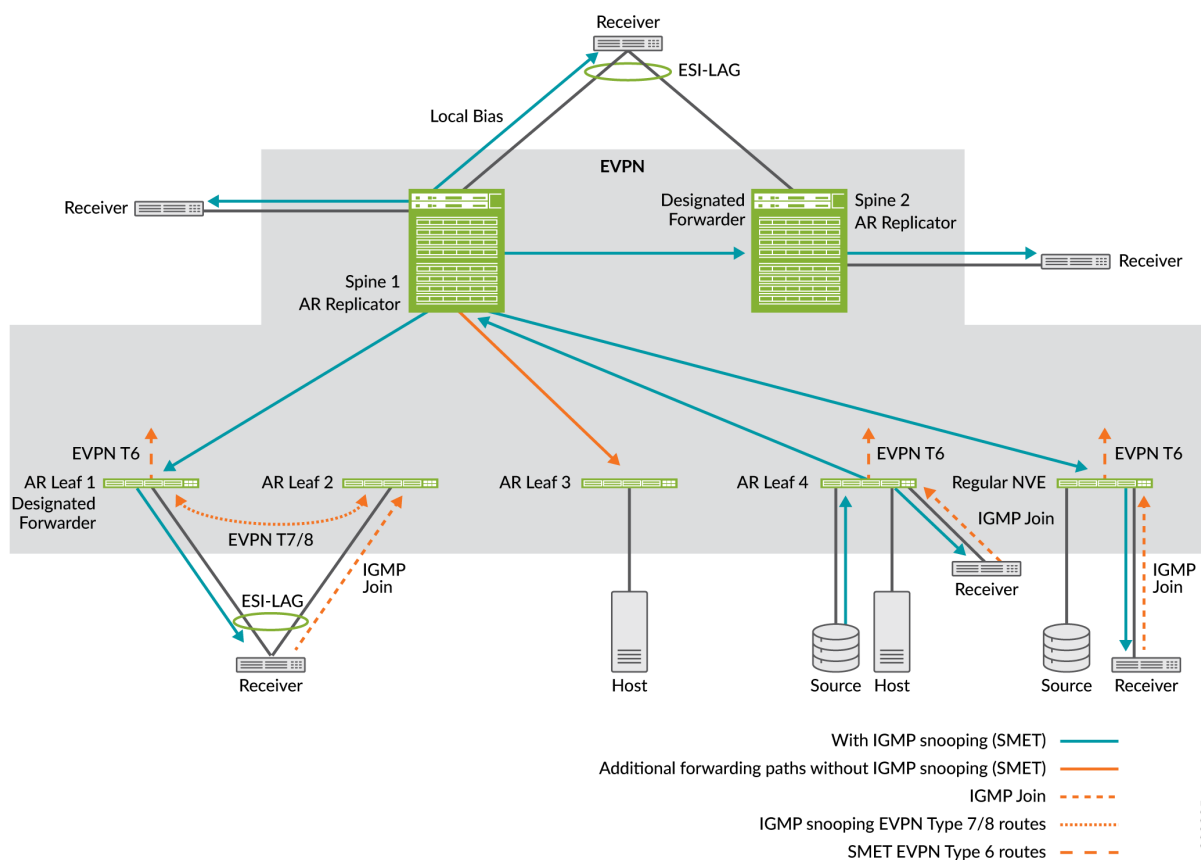 Receiver
ESI-LAG
Local Bias
EVPN
Receiver
Designated
Forwarder
Spine 2
AR Replicator
Receiver
Spine 1
AR Replicator
EVPN T6
EVPN T6
EVPN T6
AR Leaf 1
Designated
Forwarder
AR Leaf 2
AR Leaf 3
AR Leaf 4
Regular NVE
EVPN T7/8
IGMP Join
IGMP
Join
IGMP
Join
ESI-LAG
Receiver
Receiver
Host
Source
Host
Source
Receiver
With IGMP snooping (SMET)
Additional forwarding paths without IGMP snooping (SMET)
IGMP Join
IGMP snooping EVPN Type 7/8 routes
SMET EVPN Type 6 routes